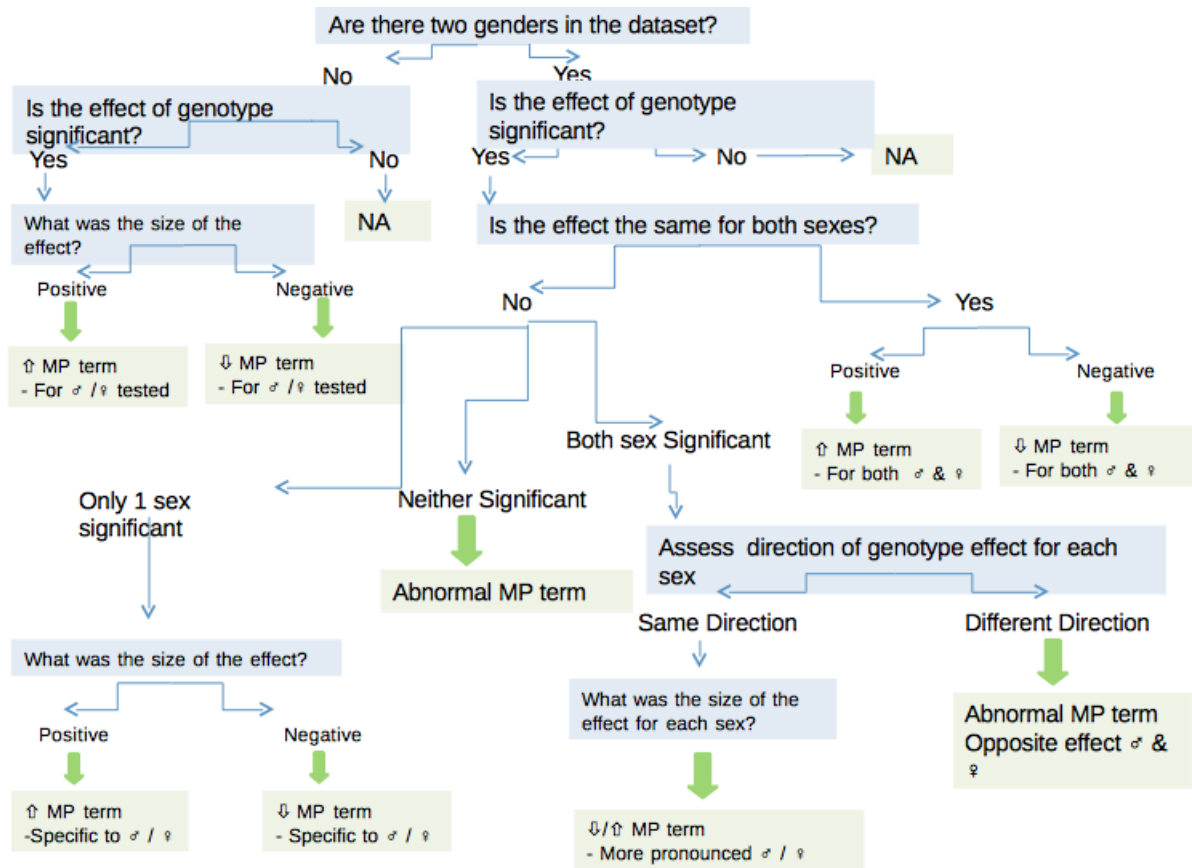 Are there two genders in the dataset?
No
Yes
Is the effect of genotype
significant?
Is the effect of genotype
significant?
Yes
No
Yes
No
NA
What was the size of the
effect?
NA
Is the effect the same for both sexes?
Positive
Negative
No
Yes
⇧ MP term
- For ♂ /♀ tested
⇩ MP term
- For ♂ /♀ tested
Positive
Negative
Both sex Significant
⇧ MP term
- For both ♂ & ♀
⇩ MP term
- For both ♂ & ♀
Only 1 sex
significant
Neither Significant
Abnormal MP term
Assess direction of genotype effect for each
sex
Same Direction
Different Direction
What was the size of the effect?
What was the size of the
effect for each sex?
Abnormal MP term
Opposite effect ♂ &
♀
Positive
Negative
⇧ MP term
-Specific to ♂ / ♀
⇩ MP term
- Specific to ♂ / ♀
⇩/⇧ MP term
- More pronounced ♂ / ♀